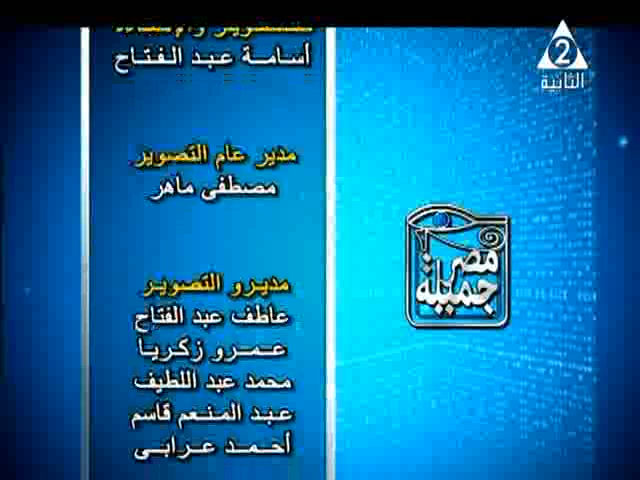 أسامة عبد الفتاح
مدير عام التصوير
مصطفى ماهر
مديرو التصوير
عاطف عبد الفتاح
عمرو زكريا
محمد عبد اللطيف
عبد المنعم قاسم
أحمد عرابى
2
الثانية
مصر
جميلة